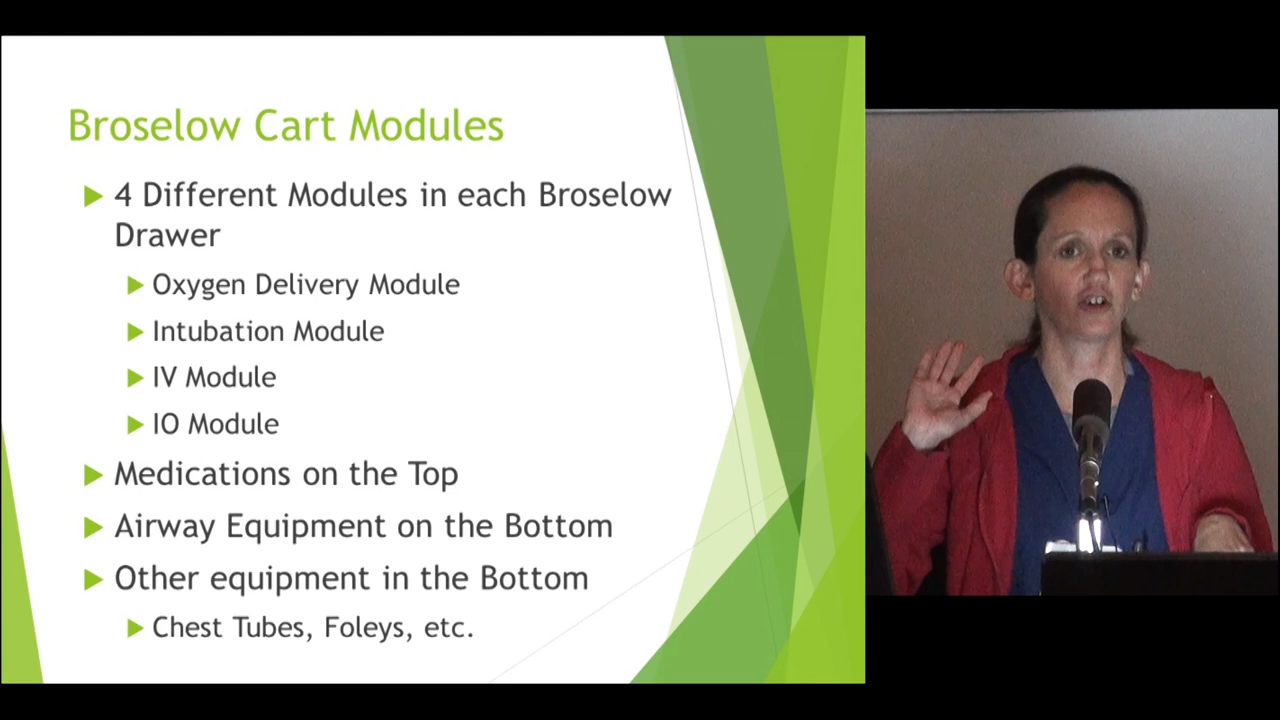 Broselow Cart Modules
4 Different Modules in each Broselow
Drawer
Oxygen Delivery Module
Intubation Module
IV Module
IO Module
Medications on the Top
Airway Equipment on the Bottom
Other equipment in the Bottom
Chest Tubes, Foleys, etc.